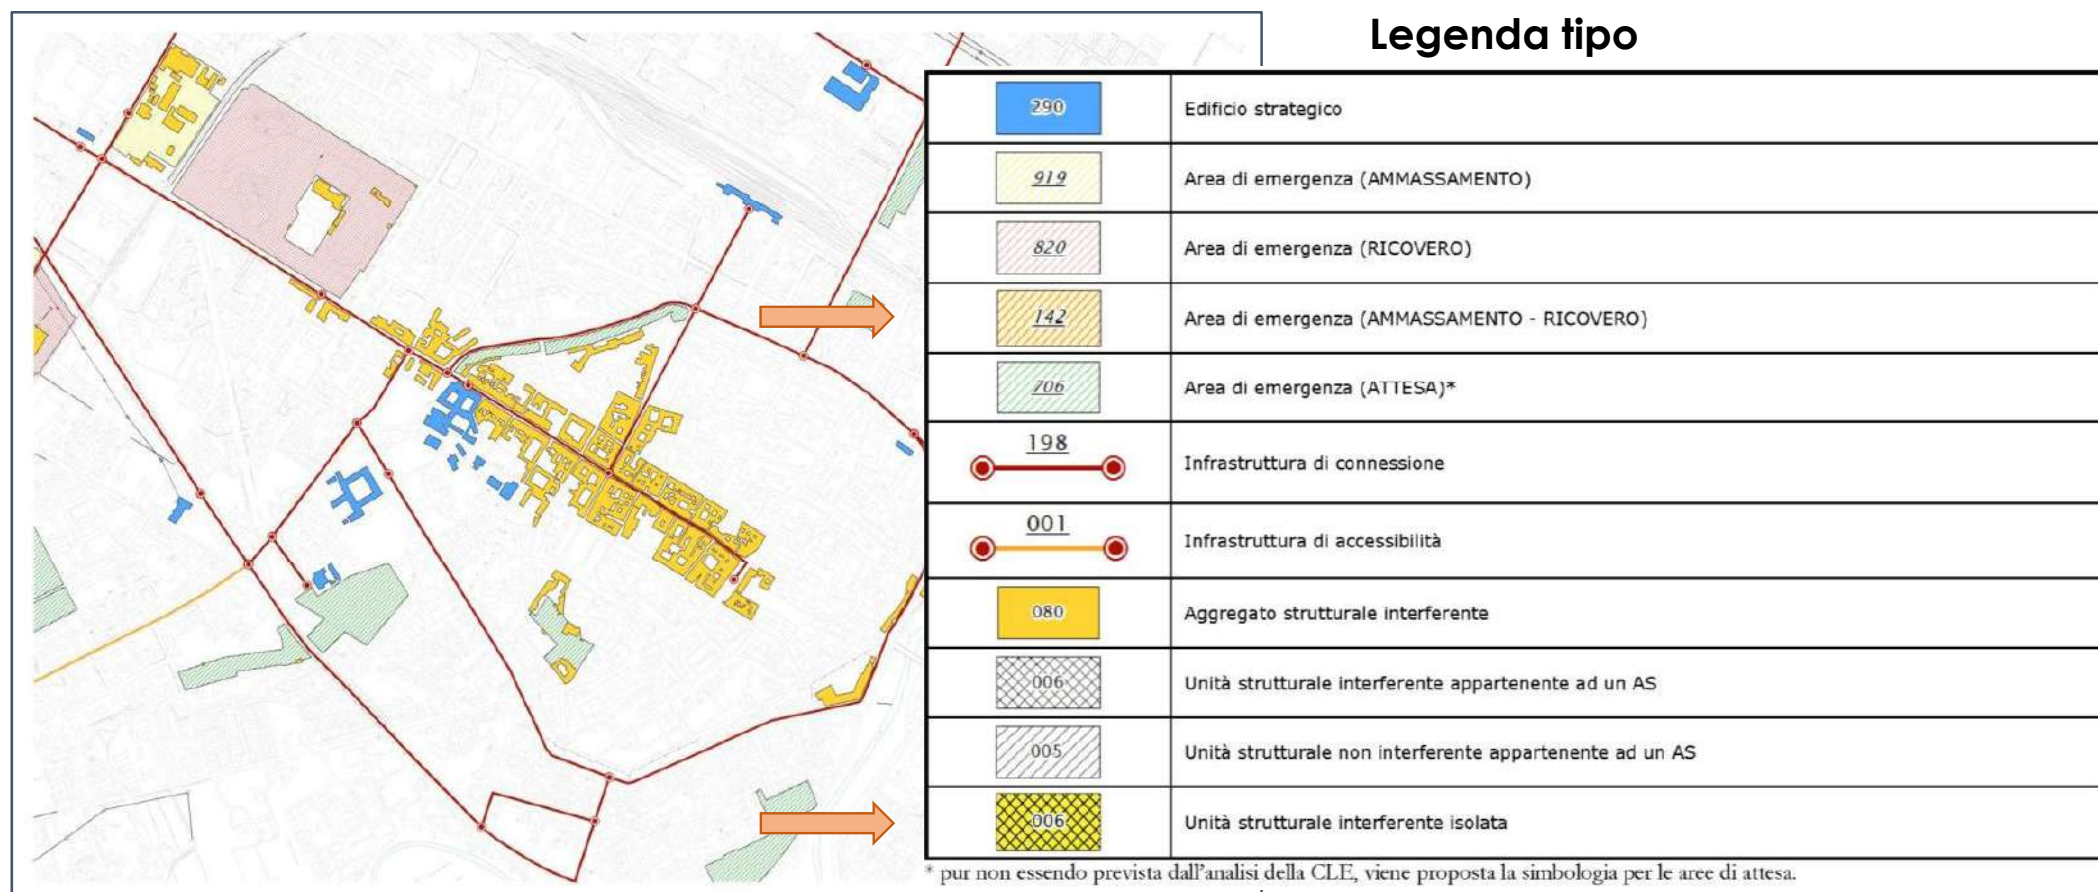 Legenda tipo
290 Edificio strategico
919 Area di emergenza (AMMASSAMENTO)
820 Area di emergenza (RICOVERO)
142 Area di emergenza (AMMASSAMENTO - RICOVERO)
706 Area di emergenza (ATTESA)*
198 Infrastruttura di connessione
001 Infrastruttura di accessibilità
080 Aggregato strutturale interferente
006 Unità strutturale interferente appartenente ad un AS
005 Unità strutturale non interferente appartenente ad un AS
006 Unità strutturale interferente isolata
* pur non essendo prevista dall'analisi della CLE, viene proposta la simbologia per le aree di attesa.